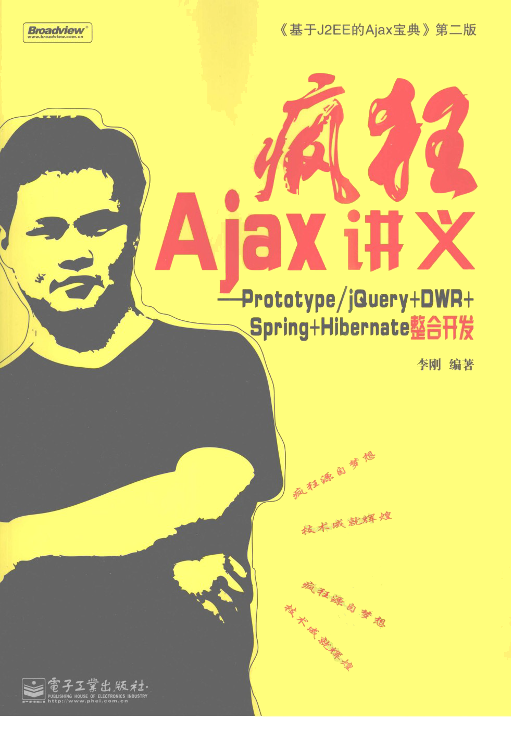 Broadview®
www.broadview.com.cn
《基于J2EE的Ajax宝典》第二版
疯狂
Ajax 讲义
——Prototype/jQuery+DWR+
Spring+Hibernate整合开发
李刚 编著
疯狂源自梦想
技术成就辉煌
疯狂源自梦想
技术成就辉煌
電子工業出版社
PUBLISHING HOUSE OF ELECTRONICS INDUSTRY
http://www.phei.com.cn